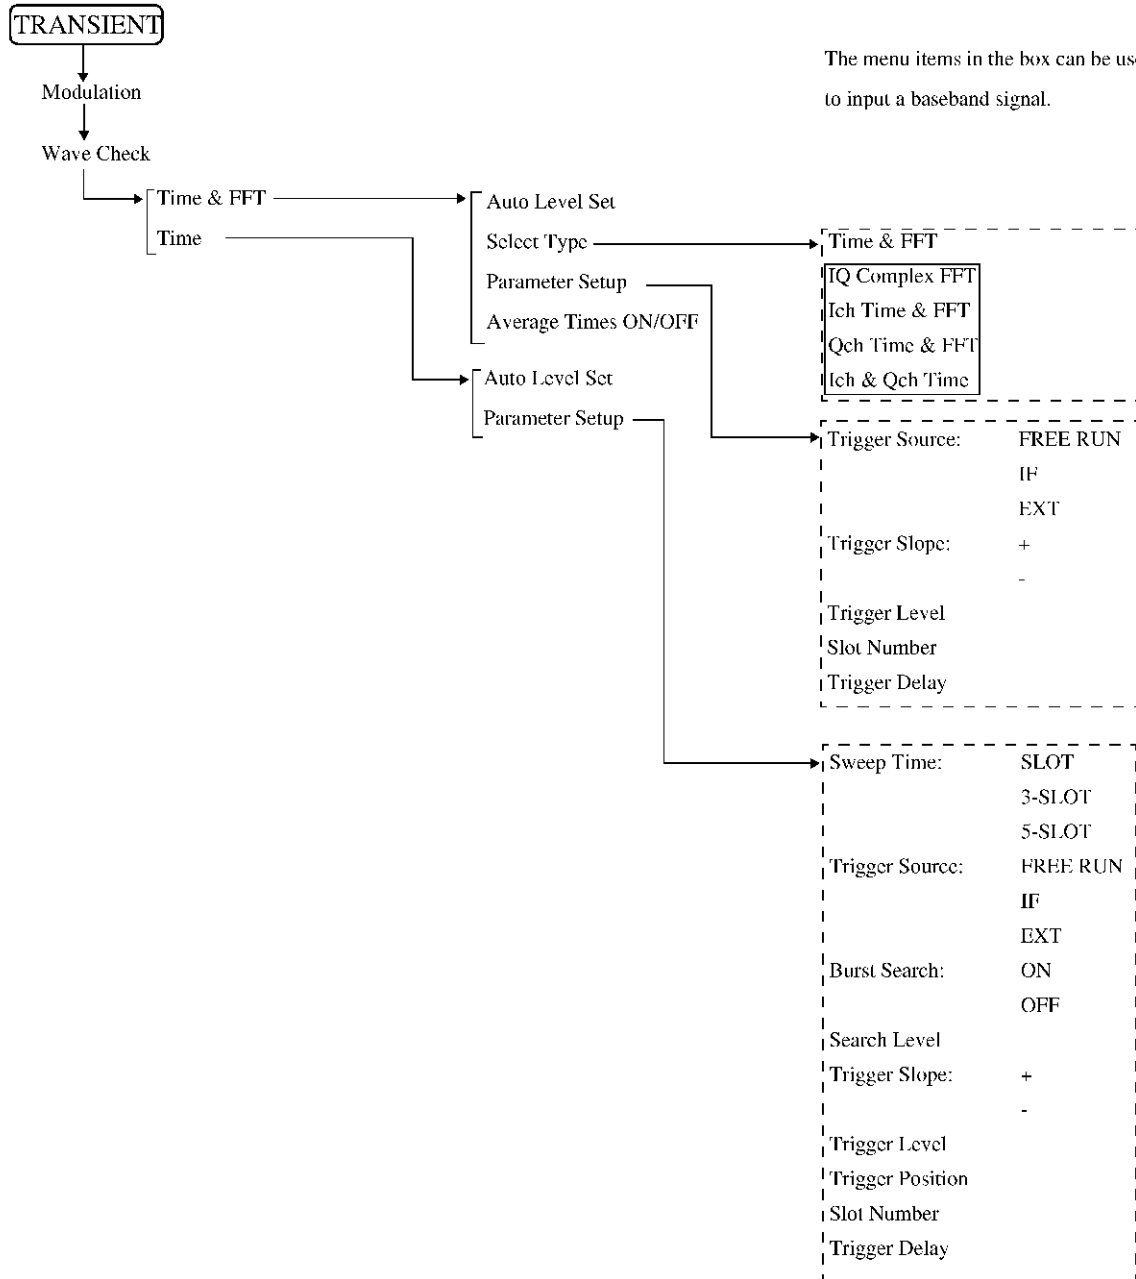 TRANSIENT
The menu items in the box can be us
to input a baseband signal.
Modulation
Wave Check
Time & FFT
Time
Auto Level Set
Select Type
Parameter Setup
Average Times ON/OFF
Auto Level Set
Parameter Setup
Time & FFT
IQ Complex FFT
Ich Time & FFT
Qch Time & FFT
Ich & Qch Time
Trigger Source: FREE RUN
IF
EXT
Trigger Slope: +
-
Trigger Level
Slot Number
Trigger Delay
Sweep Time: SLOT
3-SLOT
5-SLOT
Trigger Source: FREE RUN
IF
EXT
Burst Search: ON
OFF
Search Level
Trigger Slope: +
-
Trigger Level
Trigger Position
Slot Number
Trigger Delay